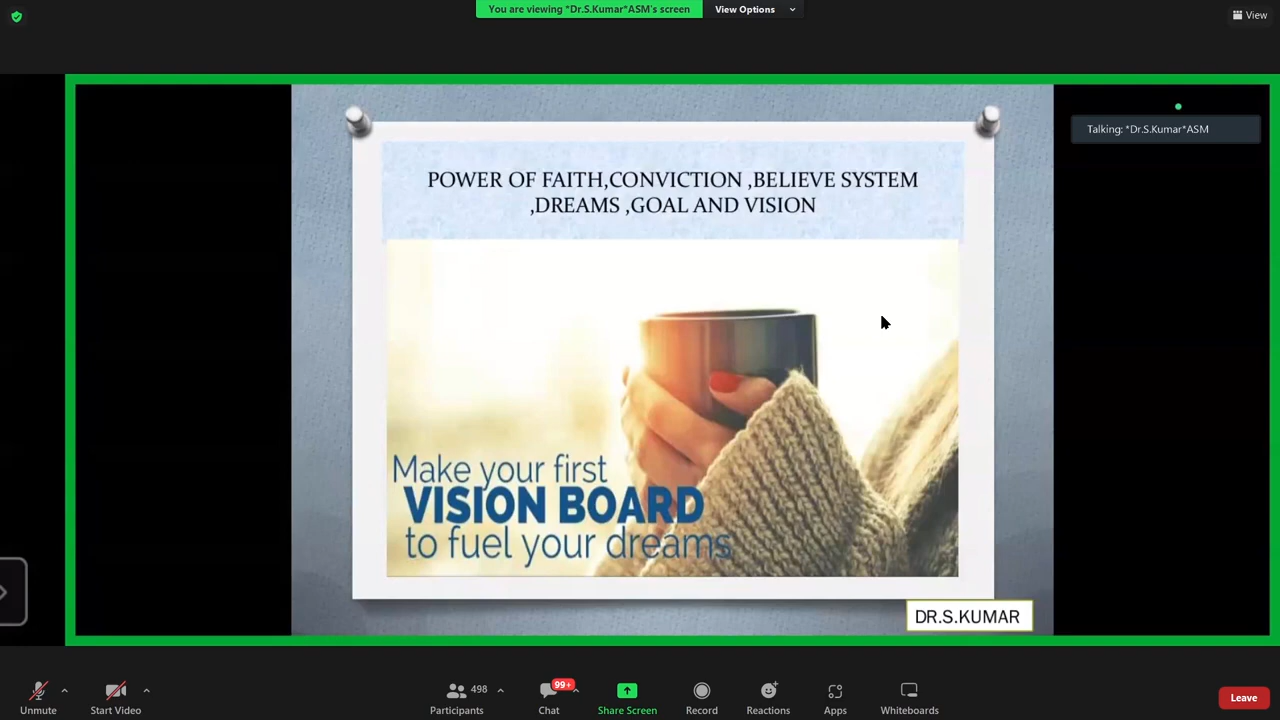 You are viewing *Dr.S.Kumar*ASM's screen
View Options
View
Talking: *Dr.S.Kumar*ASM
POWER OF FAITH,CONVICTION ,BELIEVE SYSTEM
,DREAMS ,GOAL AND VISION
Make your first
VISION BOARD
to fuel your dreams
DR.S.KUMAR
Unmute
Start Video
498
Participants
99+
Chat
Share Screen
Record
Reactions
Apps
Whiteboards
Leave